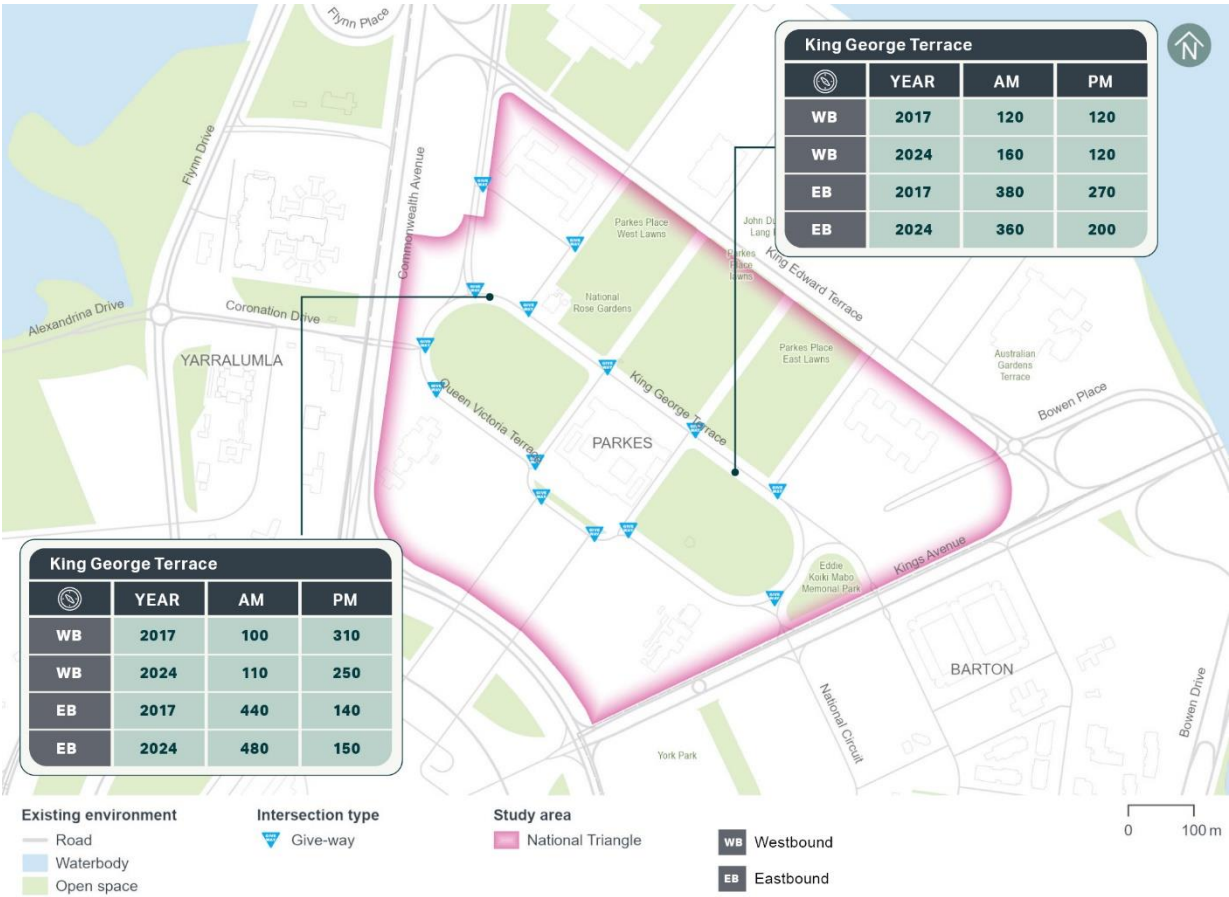 Flynn Place
King George Terrace
YEAR AM PM
WB 2017 120 120
WB 2024 160 120
EB 2017 380 270
EB 2024 360 200
N
Flynn Drive
Commonwealth Avenue
Parkes Place
West Lawns
Parkes
Place
lawns
King Edward Terrace
National
Rose Gardens
Alexandrina Drive
Coronation Drive
YARRALUMLA
Parkes Place
East Lawns
Australian
Gardens
Terrace
Queen Victoria Terrace
King George Terrace
PARKES
Bowen Place
Kings Avenue
Eddie
Koiki Mabo
Memorial Park
BARTON
National Circuit
Bowen Drive
York Park
GIVE WAY
King George Terrace
YEAR AM PM
WB 2017 100 310
WB 2024 110 250
EB 2017 440 140
EB 2024 480 150
Existing environment
Road
Waterbody
Open space
Intersection type
Give-way
Study area
National Triangle
WB Westbound
EB Eastbound
0 100 m